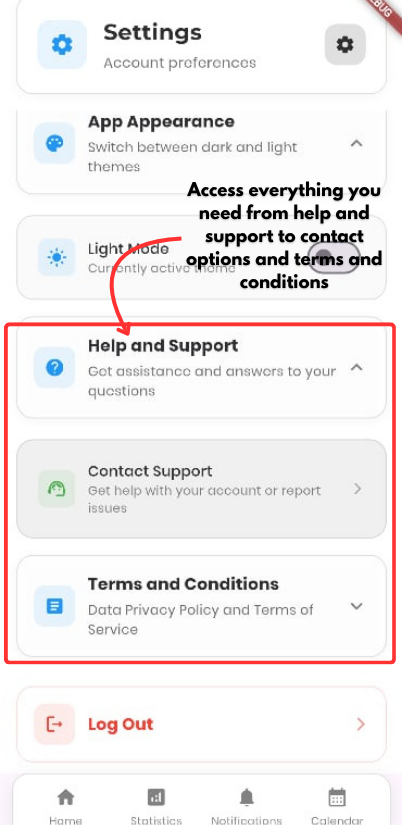 BUG
Settings
Account preferences
App Appearance
Switch between dark and light
themes
Access everything you
need from help and
support to contact
options and terms and
conditions
Light Mode
Currently active theme
Help and Support
Get assistance and answers to your
questions
Contact Support
Get help with your account or report
issues
Terms and Conditions
Data Privacy Policy and Terms of
Service
Log Out
Home
Statistics
Notifications
Calendar